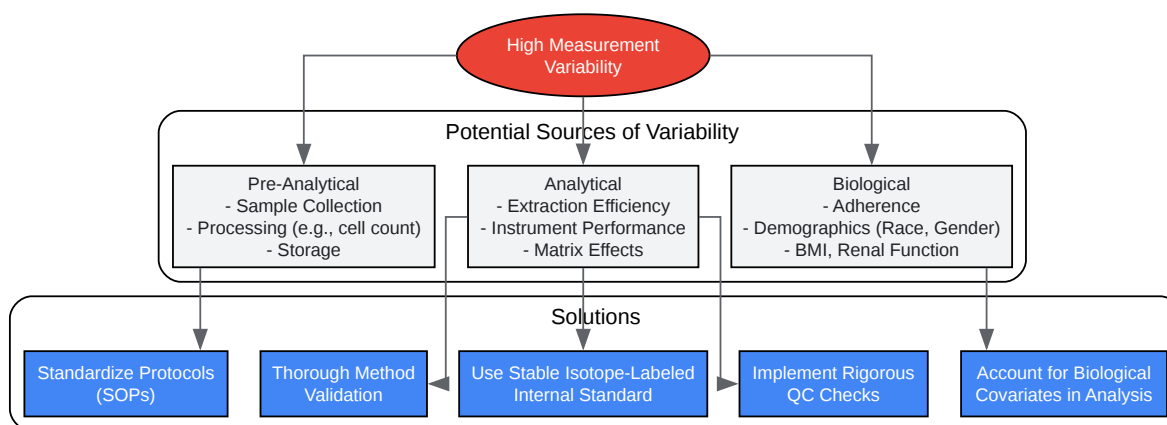 High Measurement
Variability
Potential Sources of Variability
Pre-Analytical
- Sample Collection
- Processing (e.g., cell count)
- Storage
Analytical
- Extraction Efficiency
- Instrument Performance
- Matrix Effects
Biological
- Adherence
- Demographics (Race, Gender)
- BMI, Renal Function
Solutions
Standardize Protocols
(SOPs)
Thorough Method
Validation
Use Stable Isotope-Labeled
Internal Standard
Implement Rigorous
QC Checks
Account for Biological
Covariates in Analysis